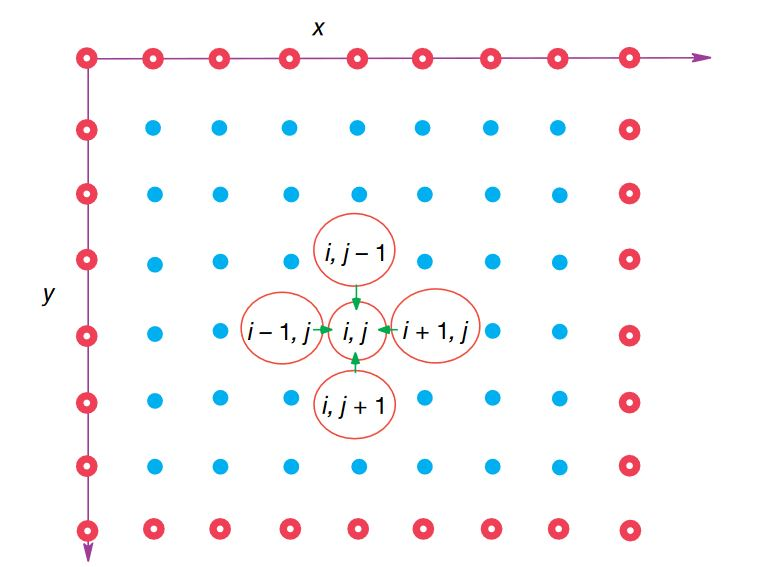 x
i, j – 1
y
i – 1, j
i, j
i + 1, j
i, j + 1